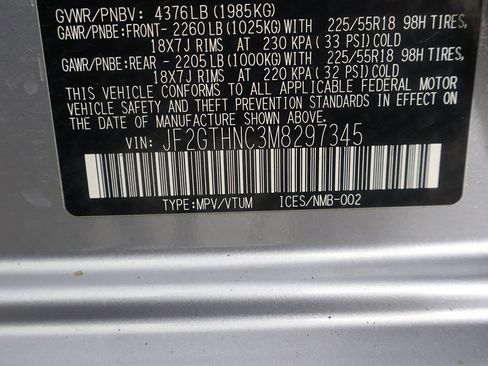 GVWR/PNBV: 4376LB (1985KG)
GAWR/PNBE:FRONT- 2260 LB (1025KG)WITH 225/55R18 98H TIRES,
18X7J RIMS AT 230 KPA (33 PSI)COLD
GAWR/PNBE:REAR - 2205 LB (1000KG)WITH 225/55R18 98H TIRES,
18X7J RIMS AT 220 KPA (32 PSI)COLD
THIS VEHICLE CONFORMS TO ALL APPLICABLE FEDERAL MOTOR
VEHICLE SAFETY AND THEFT PREVENTION STANDARDS IN EFFECT ON
THE DATE OF MANUFACTURE SHOWN ABOVE.
VIN: JF2GTHNC3M8297345
TYPE:MPV/VTUM ICES/NMB-002